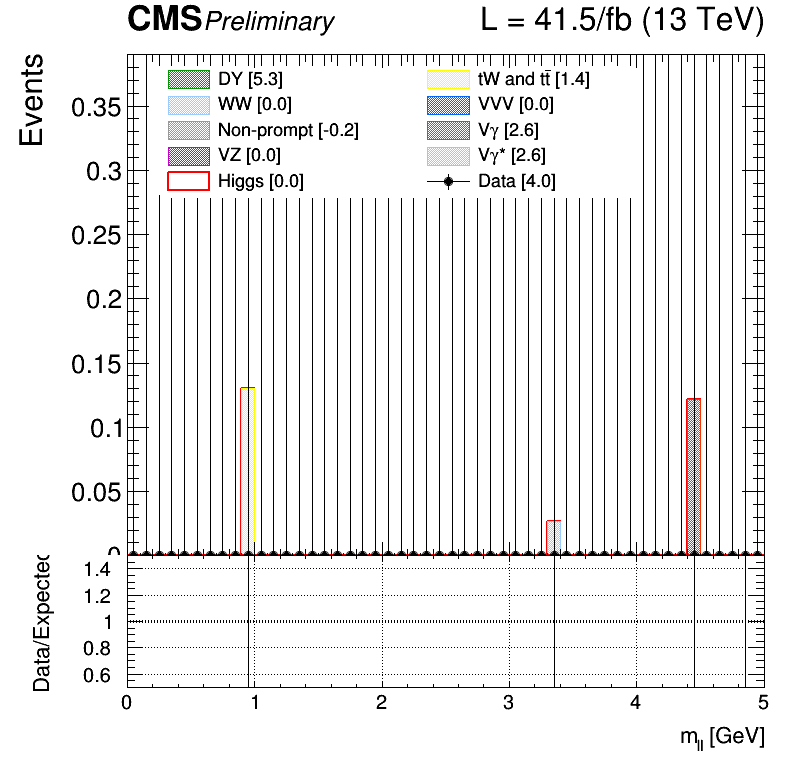 CMS Preliminary L = 41.5/fb (13 TeV)
Events
DY [5.3] tW and tt̄ [1.4]
WW [0.0] VVV [0.0]
Non-prompt [-0.2] Vγ [2.6]
VZ [0.0] Vγ* [2.6]
Higgs [0.0] Data [4.0]
0.35
0.3
0.25
0.2
0.15
0.1
0.05
0
Data/Expected
1.4
1.2
1
0.8
0.6
0 1 2 3 4 5
m_ll [GeV]